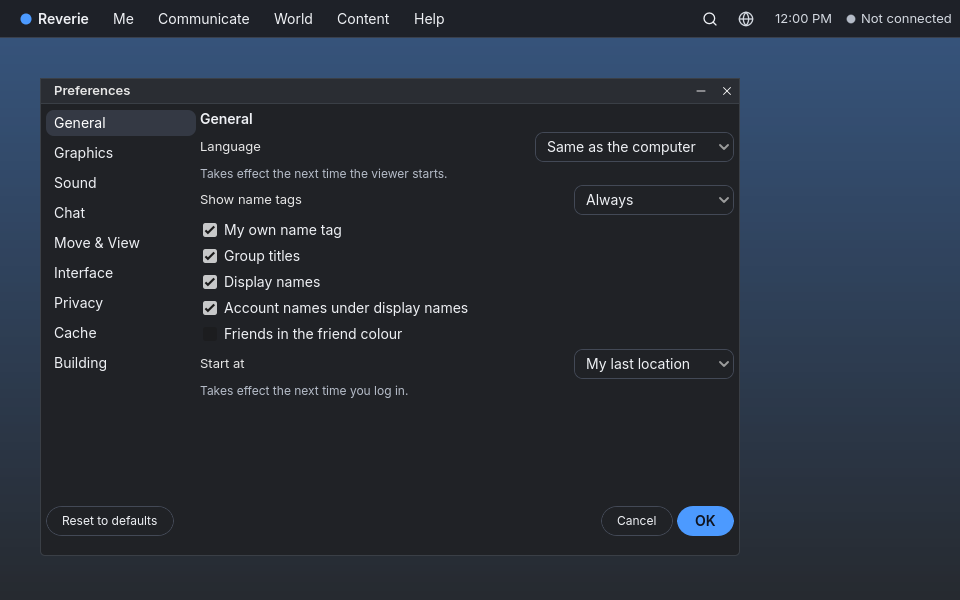 Reverie Me Communicate World Content Help 12:00 PM Not connected
Preferences
General
Graphics
Sound
Chat
Move & View
Interface
Privacy
Cache
Building
General
Language Same as the computer
Takes effect the next time the viewer starts.
Show name tags Always
My own name tag
Group titles
Display names
Account names under display names
Friends in the friend colour
Start at My last location
Takes effect the next time you log in.
Reset to defaults Cancel OK